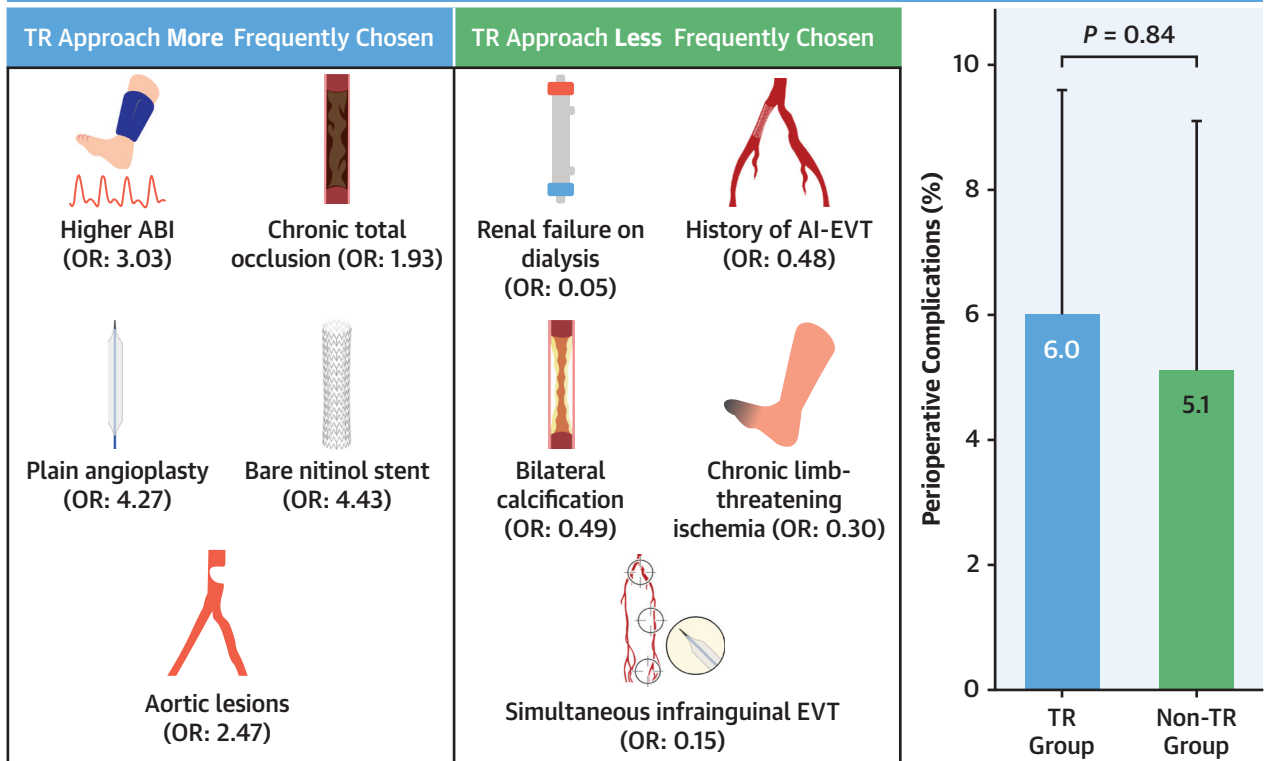 TR Approach More Frequently Chosen
Higher ABI
(OR: 3.03)
Chronic total
occlusion (OR: 1.93)
Plain angioplasty
(OR: 4.27)
Bare nitinol stent
(OR: 4.43)
Aortic lesions
(OR: 2.47)
TR Approach Less Frequently Chosen
Renal failure on
dialysis
(OR: 0.05)
History of AI-EVT
(OR: 0.48)
Bilateral
calcification
(OR: 0.49)
Chronic limb-
threatening
ischemia (OR: 0.30)
Simultaneous infrainguinal EVT
(OR: 0.15)
Perioperative Complications (%)
10
8
6
4
2
0
P = 0.84
6.0
5.1
TR
Group
Non-TR
Group